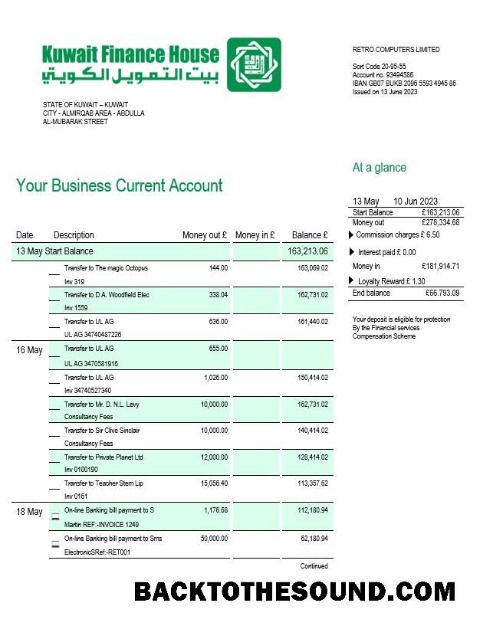 Kuwait Finance House
بيت التمويل الكويتي
STATE OF KUWAIT – KUWAIT
CITY - ALMIRQAB AREA - ABDULLA
AL-MUBARAK STREET
RETRO COMPUTERS LIMITED
Sort Code 20-95-55
Account no. 93494586
IBAN GB07 BUKB 2096 5593 4945 86
Issued on 13 June 2023
At a glance
13 May 10 Jun 2023
Start Balance £163,213.06
Money out £278,334.68
Commission charges £ 6.50
Interest paid £ 0.00
Money in £181,914.71
Loyalty Reward £ 1.30
End balance £66.793.09
Your deposit is eligible for protection
By the Financial services
Compensation Scheme
Your Business Current Account
Date Description Money out £ Money in £ Balance £
13 May Start Balance 163,213.06
Transfer to The magic Octopus 144.00 163,069.02
Inv 319
Transfer to D.A. Woodfield Elec 338.04 162,731.02
Inv 1559
Transfer to UL AG 636.00 161,440.02
UL AG 34740487226
16 May Transfer to UL AG 655.00
UL AG 3470581916
Transfer to UL AG 1,026.00 150,414.02
Inv 34740527340
Transfer to Mr. D. N.L. Levy 10,000.00 162,731.02
Consultancy Fees
Transfer to Sir Clive Sinclair 10,000.00 140,414.02
Consultancy Fees
Transfer to Private Planet Ltd 12,000.00 128,414.02
Inv 0100190
Transfer to Teacher Stern Lip 15,056.40 113,357.62
Inv 0161
18 May On-line Banking bill payment to S 1,176.68 112,180.94
Martin REF:-INVOICE 1249
On-line Banking bill payment to Sms 50,000.00 62,180.94
ElectronicSRef:-RET001
Continued
BACKTOTHESOUND.COM